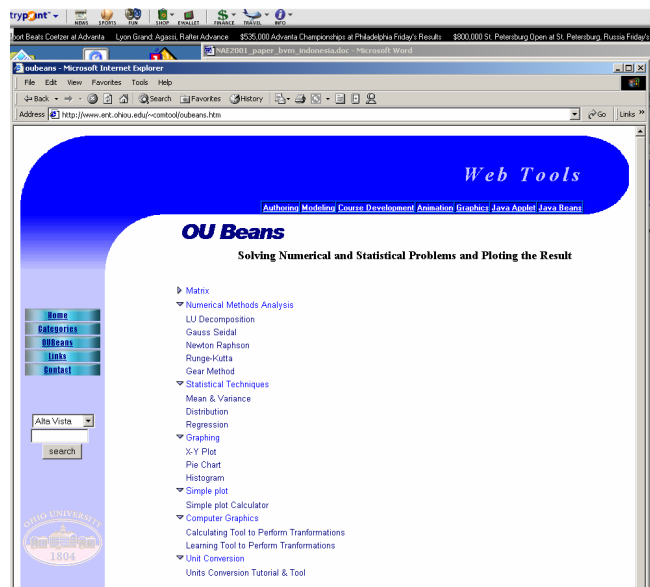 trypoint
NEWS SPORTS FUN SHOP EWALLET FINANCE TRAVEL INFO
port Beats Coetzer at Advanta Lyon Grand: Agassi, Rafter Advance $535,000 Advanta Championships at Philadelphia Friday's Results $800,000 St. Petersburg Open at St. Petersburg, Russia Friday's
NAE2001_paper_bvm_indonesia.doc - Microsoft Word
oubeans - Microsoft Internet Explorer
File Edit View Favorites Tools Help
Back Search Favorites History
Address http://www.ent.ohiou.edu/~comtool/oubeans.htm Go Links »
Web Tools
Authoring Modeling Course Development Animation Graphics Java Applet Java Beans
OU Beans
Solving Numerical and Statistical Problems and Ploting the Result
Matrix
Numerical Methods Analysis
LU Decomposition
Gauss Seidal
Newton Raphson
Runge-Kutta
Gear Method
Statistical Techniques
Mean & Variance
Distribution
Regression
Graphing
X-Y Plot
Pie Chart
Histogram
Simple plot
Simple plot Calculator
Computer Graphics
Calculating Tool to Perform Tranformations
Learning Tool to Perform Tranformations
Unit Conversion
Units Conversion Tutorial & Tool
Home
Categories
OUBeans
Links
Contact
Alta Vista
search
OHIO UNIVERSITY
1804